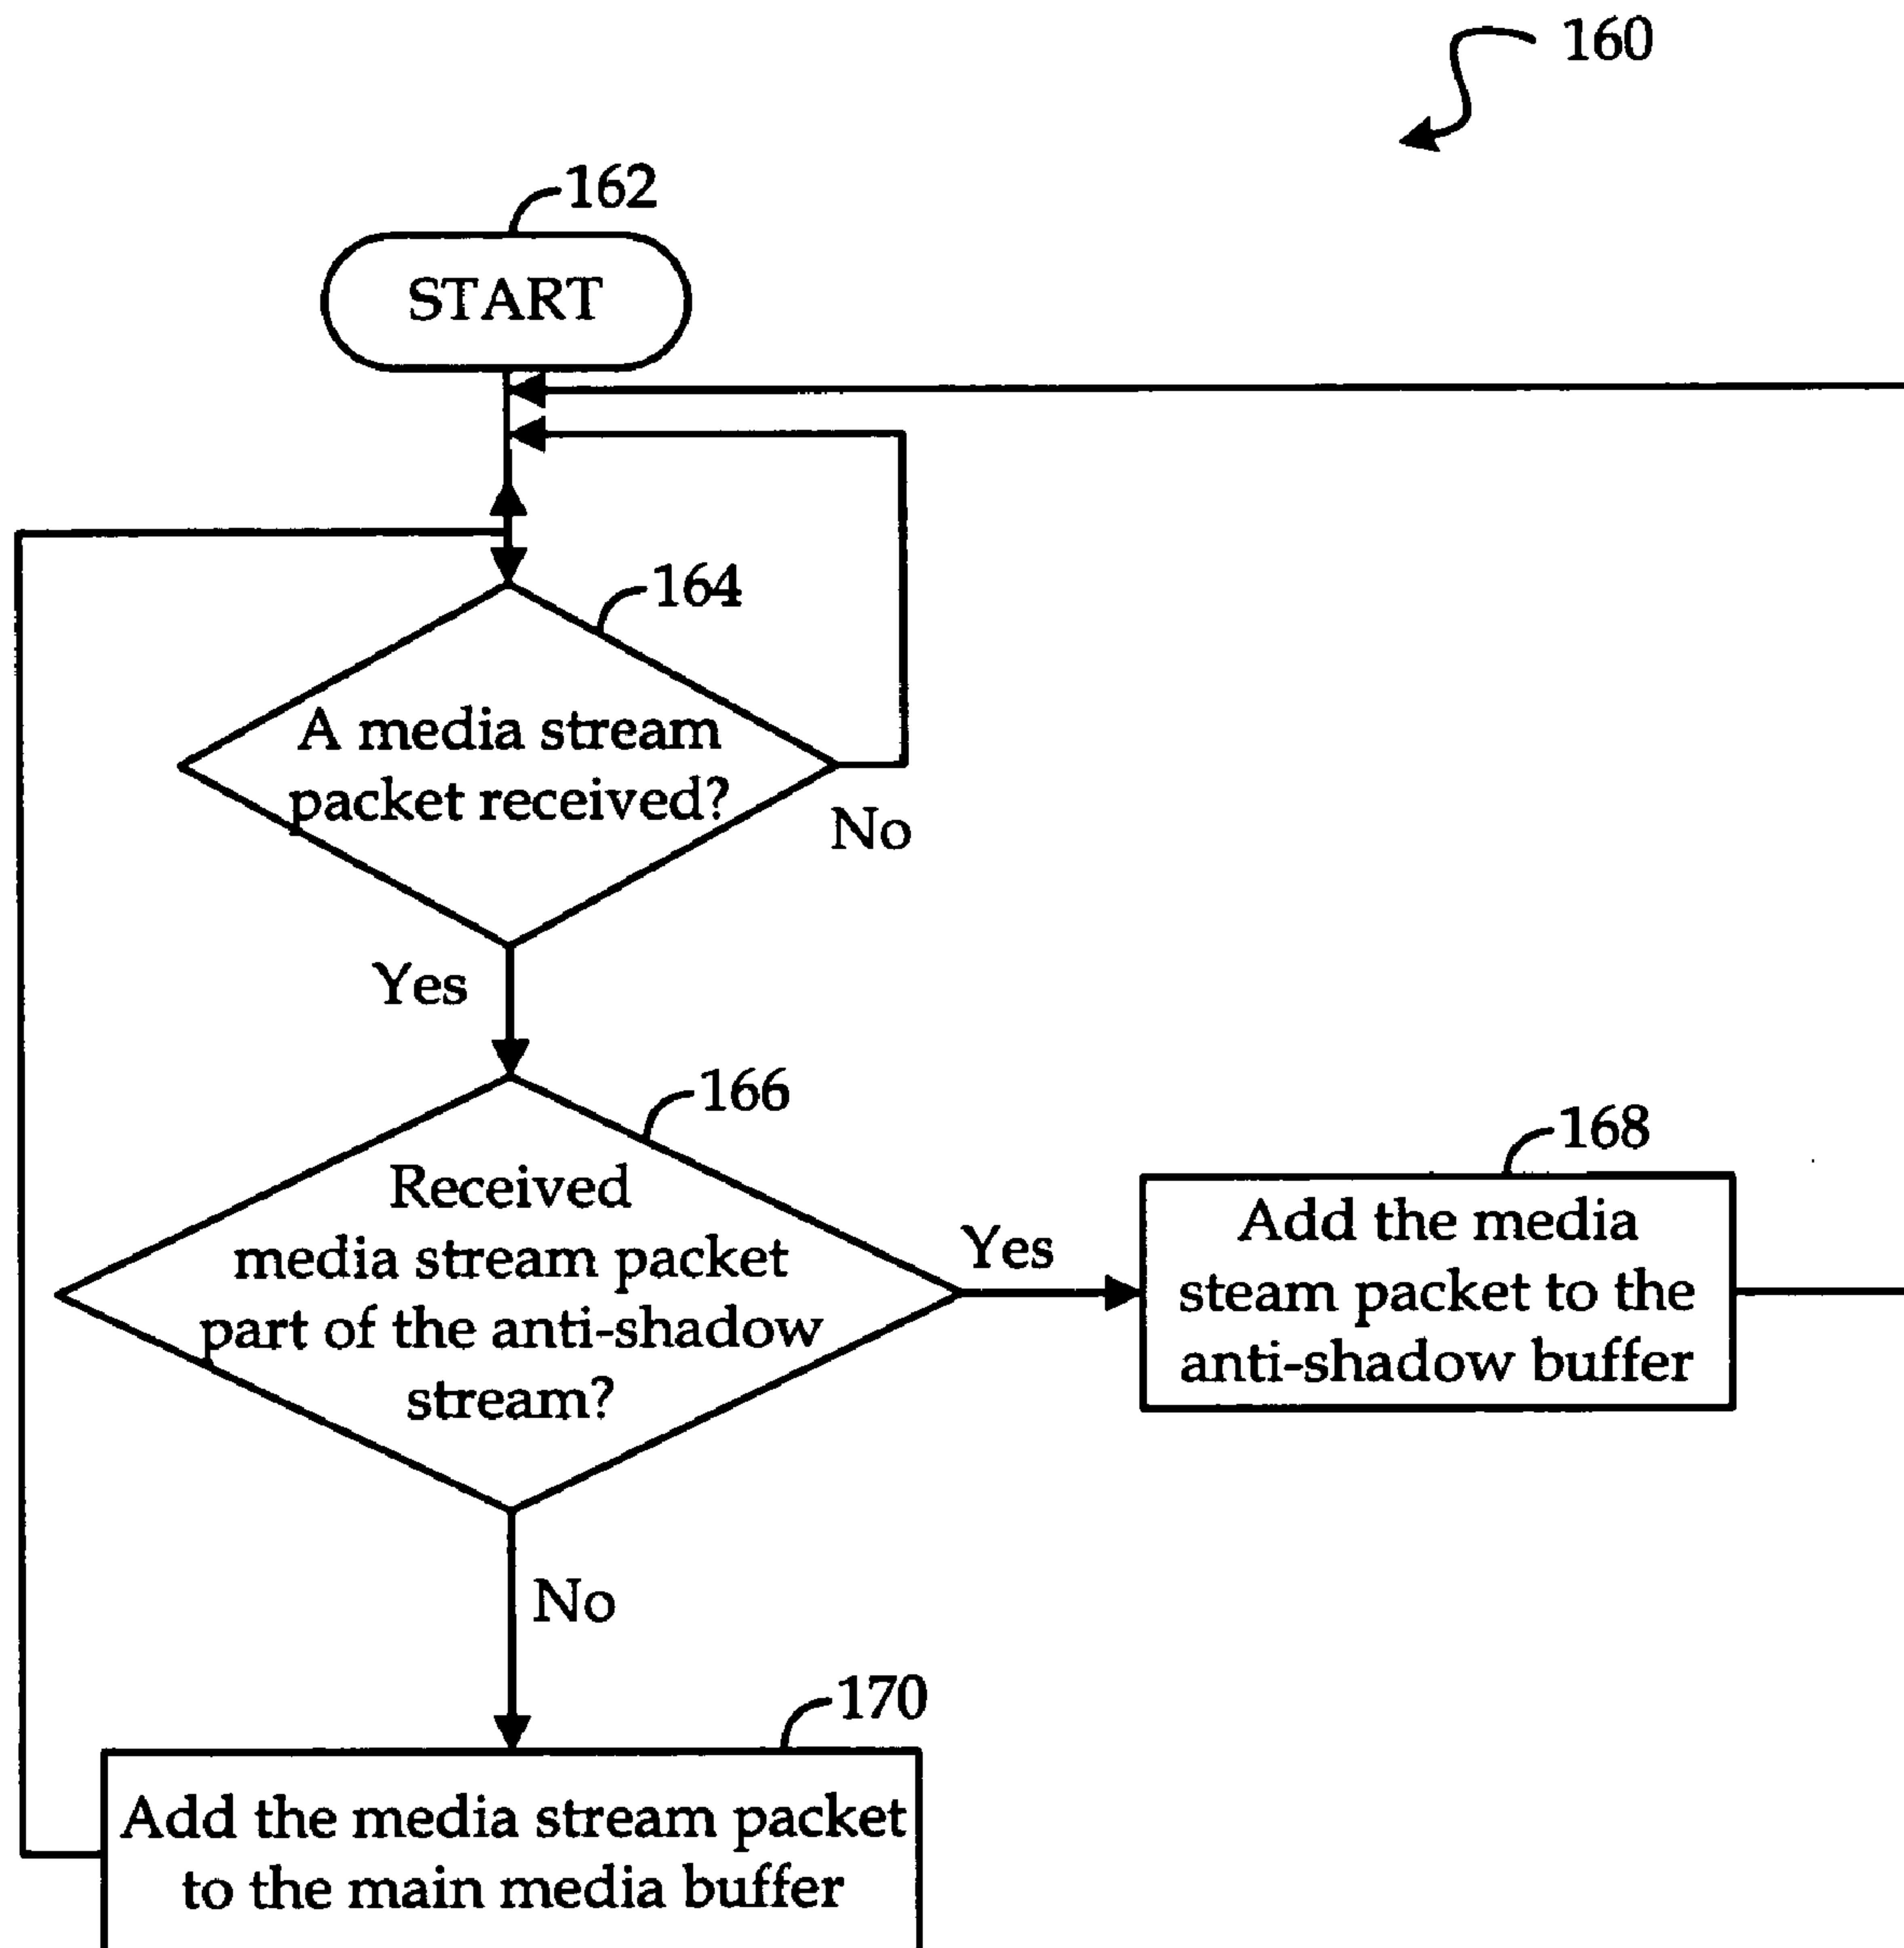 160
162
START
164
A media stream
packet received?
No
Yes
166
Received
media stream packet
part of the anti-shadow
stream?
Yes
168
Add the media
steam packet to the
anti-shadow buffer
No
170
Add the media stream packet
to the main media buffer